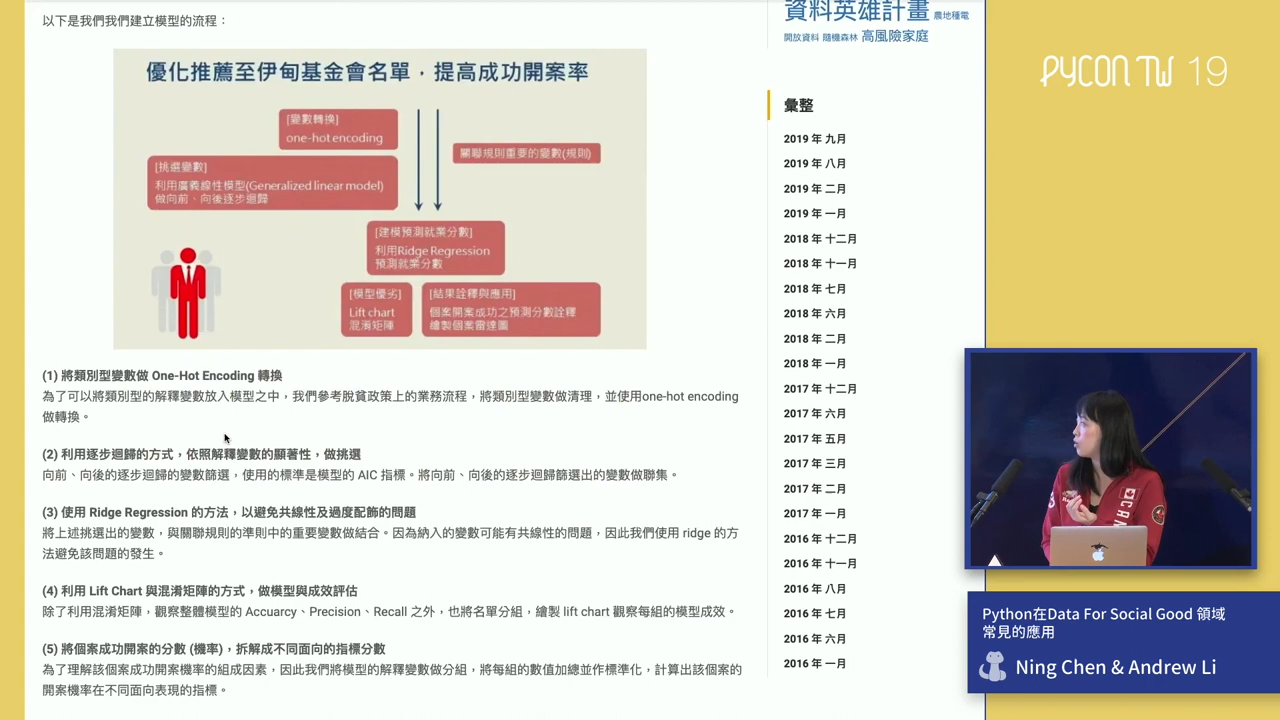 以下是我們我們建立模型的流程：
優化推薦至伊甸基金會名單，提高成功開案率
[變數轉換]
one-hot encoding
關聯規則重要的變數(規則)
[挑選變數]
利用廣義線性模型(Generalized linear model)
做向前、向後逐步迴歸
[建模預測就業分數]
利用Ridge Regression
預測就業分數
[模型優劣]
Lift chart
混淆矩陣
[結果詮釋與應用]
個案開案成功之預測分數詮釋
繪製個案雷達圖
(1) 將類別型變數做 One-Hot Encoding 轉換
為了可以將類別型的解釋變數放入模型之中，我們參考脫貧政策上的業務流程，將類別型變數做清理，並使用one-hot encoding
做轉換。
(2) 利用逐步迴歸的方式，依照解釋變數的顯著性，做挑選
向前、向後的逐步迴歸的變數篩選，使用的標準是模型的 AIC 指標。將向前、向後的逐步迴歸篩選出的變數做聯集。
(3) 使用 Ridge Regression 的方法，以避免共線性及過度配飾的問題
將上述挑選出的變數，與關聯規則的準則中的重要變數做結合。因為納入的變數可能有共線性的問題，因此我們使用 ridge 的方
法避免該問題的發生。
(4) 利用 Lift Chart 與混淆矩陣的方式，做模型與成效評估
除了利用混淆矩陣，觀察整體模型的 Accuarcy、Precision、Recall 之外，也將名單分組，繪製 lift chart 觀察每組的模型成效。
(5) 將個案成功開案的分數 (機率)，拆解成不同面向的指標分數
為了理解該個案成功開案機率的組成因素，因此我們將模型的解釋變數做分組，將每組的數值加總並作標準化，計算出該個案的
開案機率在不同面向表現的指標。
資料英雄計畫 農地種電
開放資料 隨機森林 高風險家庭
彙整
2019 年 九月
2019 年 八月
2019 年 二月
2019 年 一月
2018 年 十二月
2018 年 十一月
2018 年 七月
2018 年 六月
2018 年 二月
2018 年 一月
2017 年 十二月
2017 年 六月
2017 年 五月
2017 年 三月
2017 年 二月
2017 年 一月
2016 年 十二月
2016 年 十一月
2016 年 八月
2016 年 七月
2016 年 六月
2016 年 一月
PYCON TW 19
Python在Data For Social Good 領域
常見的應用
Ning Chen & Andrew Li